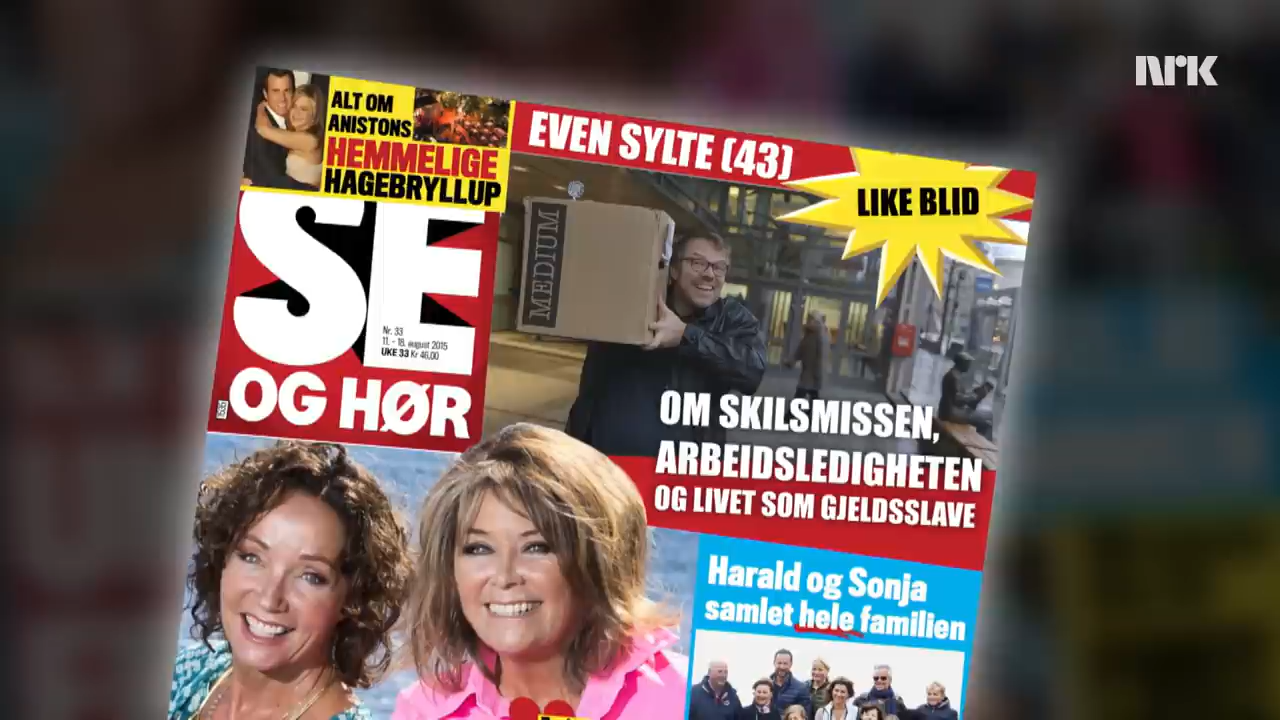 nrk
ALT OM
ANISTONS
HEMMELIGE
HAGEBRYLLUP
EVEN SYLTE (43)
LIKE BLID
SE
OG HØR
Nr. 33
11. - 18. august 2015
UKE 33 Kr 46,00
MEDIUM
OM SKILSMISSEN,
ARBEIDSLEDIGHETEN
OG LIVET SOM GJELDSSLAVE
Harald og Sonja
samlet hele familien